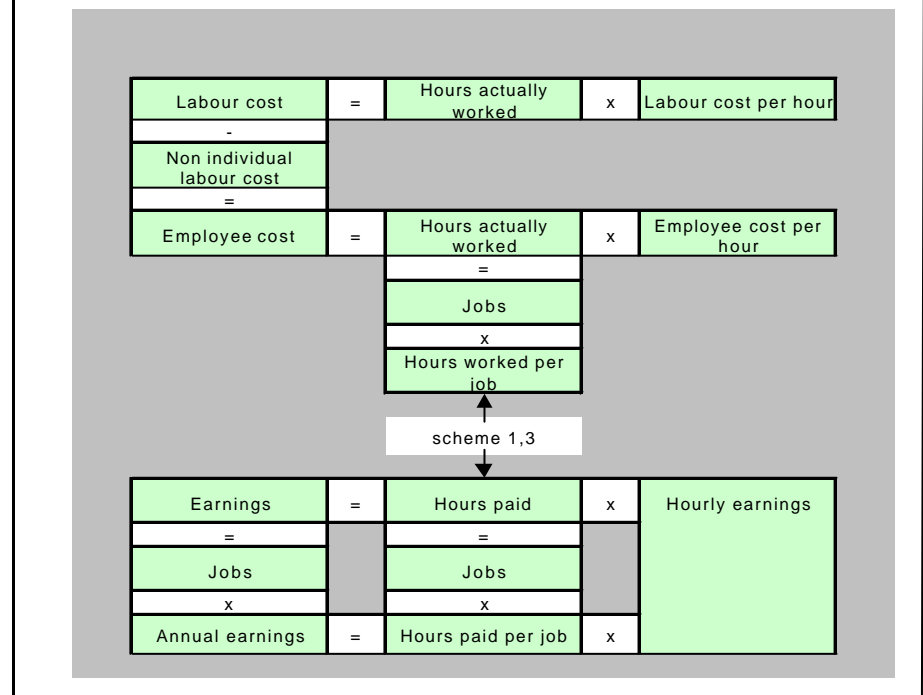 Labour cost = Hours actually worked x Labour cost per hour
-
Non individual
labour cost
=
Employee cost = Hours actually worked x Employee cost per hour
=
Jobs
x
Hours worked per
job
scheme 1,3
Earnings = Hours paid x Hourly earnings
= =
Jobs Jobs
x x
Annual earnings = Hours paid per job x